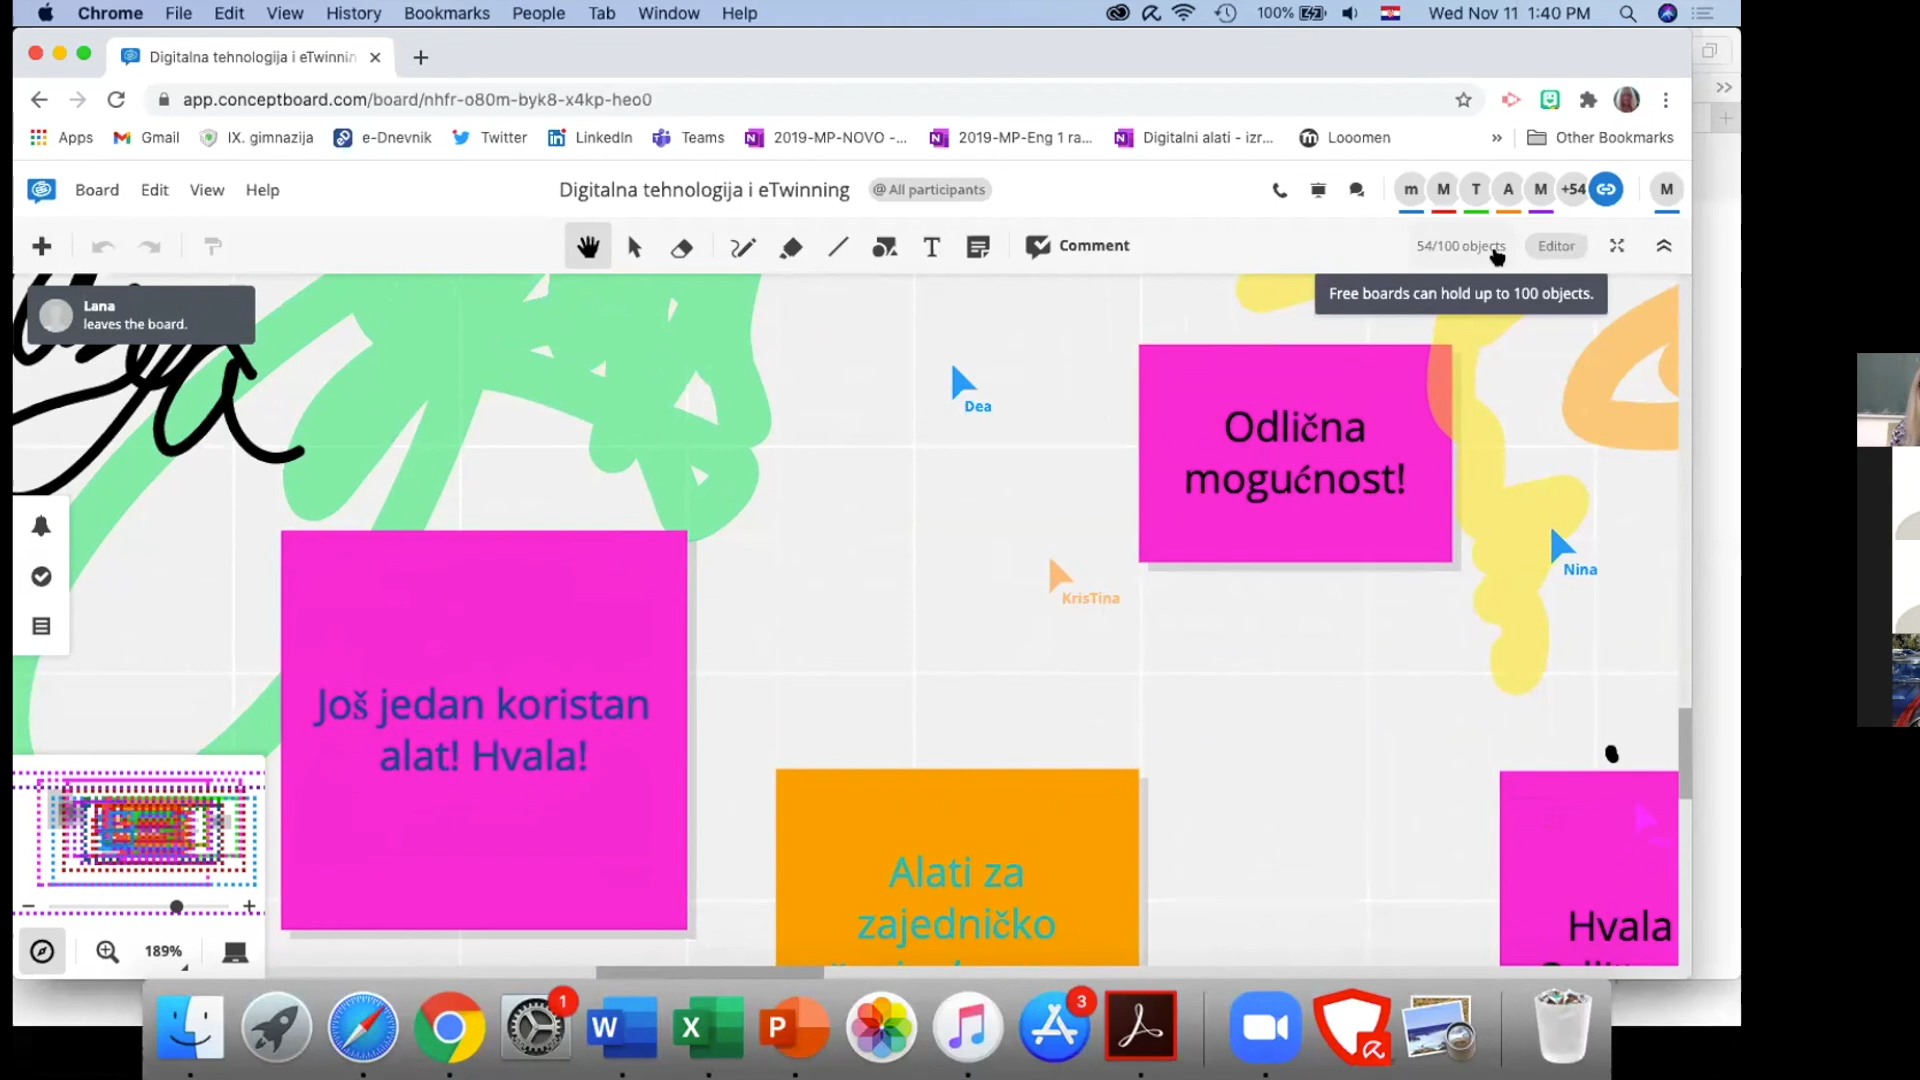 Chrome File Edit View History Bookmarks People Tab Window Help 100% Wed Nov 11 1:40 PM
Digitalna tehnologija i eTwinnin
app.conceptboard.com/board/nhfr-o80m-byk8-x4kp-heo0
Apps Gmail IX. gimnazija e-Dnevnik Twitter LinkedIn Teams 2019-MP-NOVO -... 2019-MP-Eng 1 ra... Digitalni alati - izr... Looomen » Other Bookmarks
Board Edit View Help Digitalna tehnologija i eTwinning @ All participants m M T A M +54 M
Comment 54/100 objects Editor
Free boards can hold up to 100 objects.
Lana
leaves the board.
Dea
Odlična
mogućnost!
Nina
KrisTina
Još jedan koristan
alat! Hvala!
Alati za
zajedničko
Hvala
189%
1
3
W
X
P